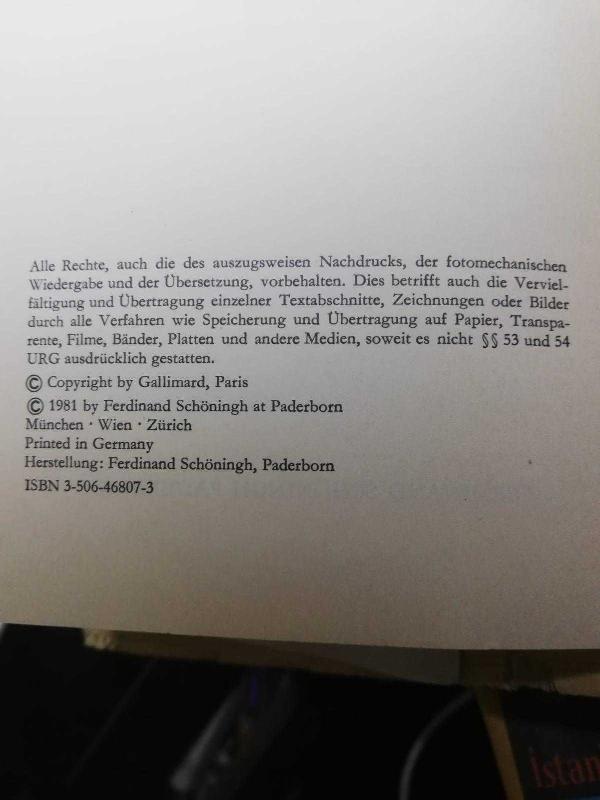 Alle Rechte, auch die des auszugsweisen Nachdrucks, der fotomechanischen
Wiedergabe und der Übersetzung, vorbehalten. Dies betrifft auch die Verviel-
fältigung und Übertragung einzelner Textabschnitte, Zeichnungen oder Bilder
durch alle Verfahren wie Speicherung und Übertragung auf Papier, Transpa-
rente, Filme, Bänder, Platten und andere Medien, soweit es nicht §§ 53 und 54
URG ausdrücklich gestatten.
© Copyright by Gallimard, Paris
© 1981 by Ferdinand Schöningh at Paderborn
München · Wien · Zürich
Printed in Germany
Herstellung: Ferdinand Schöningh, Paderborn
ISBN 3-506-46807-3
istan